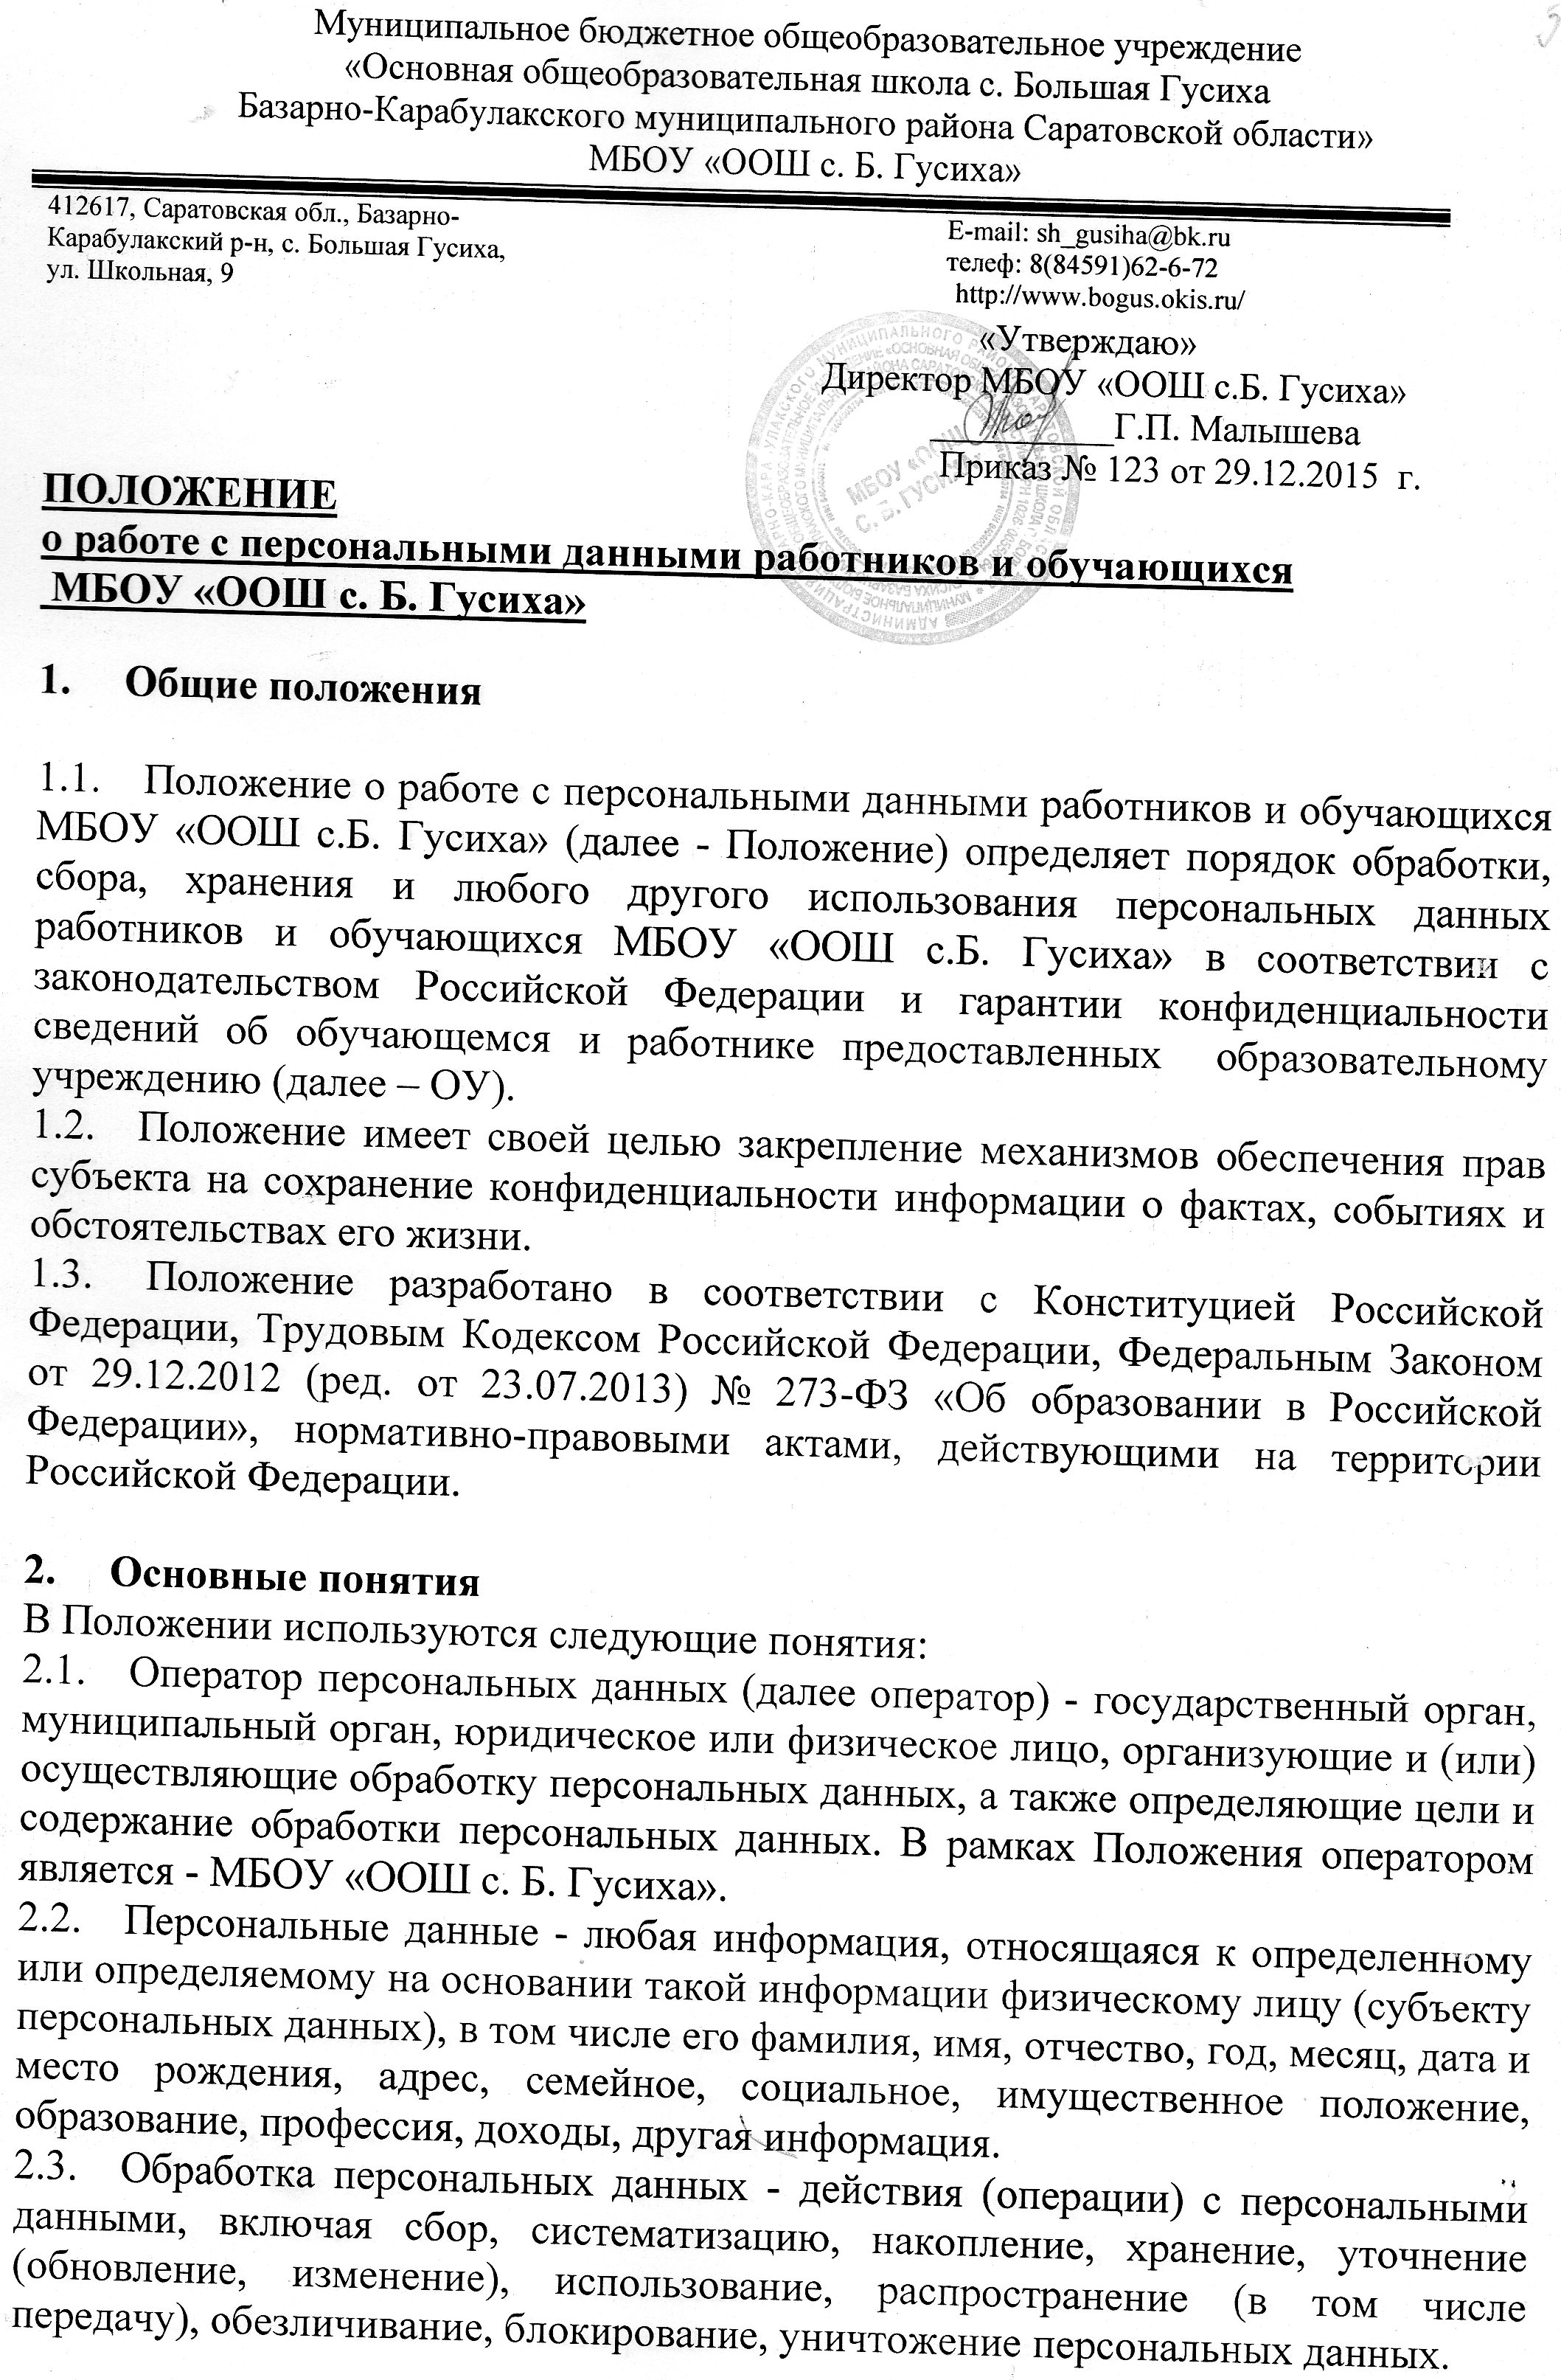 Муниципальное бюджетное общеобразовательное учреждение
«Основная общеобразовательная школа с. Большая Гусиха
Базарно-Карабулакского муниципального района Саратовской области»
МБОУ «ООШ с. Б. Гусиха»
412617, Саратовская обл., Базарно-
Карабулакский р-н, с. Большая Гусиха,
ул. Школьная, 9
E-mail: sh_gusiha@bk.ru
телеф: 8(84591)62-6-72
http://www.bogus.okis.ru/
«Утверждаю»
Директор МБОУ «ООШ с.Б. Гусиха»
__________Г.П. Малышева
Приказ № 123 от 29.12.2015 г.
МБОУ «ООШ
С. Б. ГУСИХА»
ПОЛОЖЕНИЕ
о работе с персональными данными работников и обучающихся
МБОУ «ООШ с. Б. Гусиха»
1. Общие положения
1.1. Положение о работе с персональными данными работников и обучающихся
МБОУ «ООШ с.Б. Гусиха» (далее - Положение) определяет порядок обработки,
сбора, хранения и любого другого использования персональных данных
работников и обучающихся МБОУ «ООШ с.Б. Гусиха» в соответствии с
законодательством Российской Федерации и гарантии конфиденциальности
сведений об обучающемся и работнике предоставленных образовательному
учреждению (далее – ОУ).
1.2. Положение имеет своей целью закрепление механизмов обеспечения прав
субъекта на сохранение конфиденциальности информации о фактах, событиях и
обстоятельствах его жизни.
1.3. Положение разработано в соответствии с Конституцией Российской
Федерации, Трудовым Кодексом Российской Федерации, Федеральным Законом
от 29.12.2012 (ред. от 23.07.2013) № 273-ФЗ «Об образовании в Российской
Федерации», нормативно-правовыми актами, действующими на территории
Российской Федерации.
2. Основные понятия
В Положении используются следующие понятия:
2.1. Оператор персональных данных (далее оператор) - государственный орган,
муниципальный орган, юридическое или физическое лицо, организующие и (или)
осуществляющие обработку персональных данных, а также определяющие цели и
содержание обработки персональных данных. В рамках Положения оператором
является - МБОУ «ООШ с. Б. Гусиха».
2.2. Персональные данные - любая информация, относящаяся к определенному
или определяемому на основании такой информации физическому лицу (субъекту
персональных данных), в том числе его фамилия, имя, отчество, год, месяц, дата и
место рождения, адрес, семейное, социальное, имущественное положение,
образование, профессия, доходы, другая информация.
2.3. Обработка персональных данных - действия (операции) с персональными
данными, включая сбор, систематизацию, накопление, хранение, уточнение
(обновление, изменение), использование, распространение (в том числе
передачу), обезличивание, блокирование, уничтожение персональных данных.